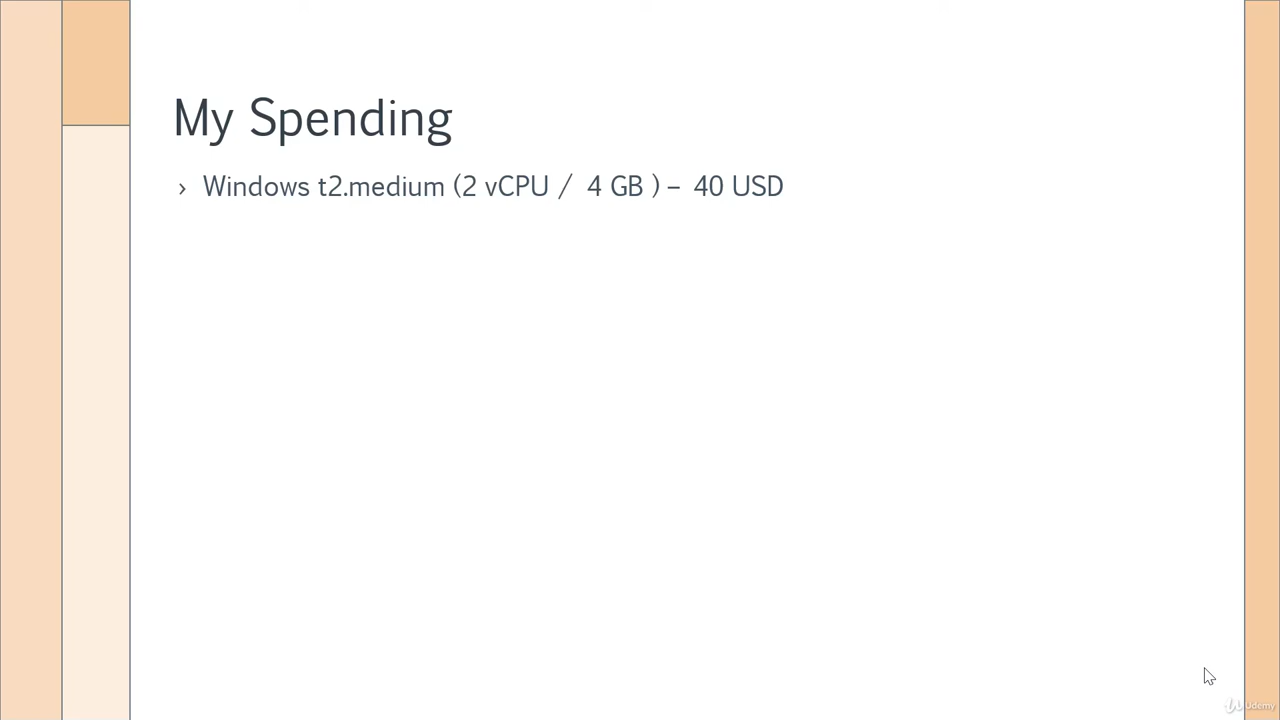 My Spending
› Windows t2.medium (2 vCPU / 4 GB ) – 40 USD
Udemy